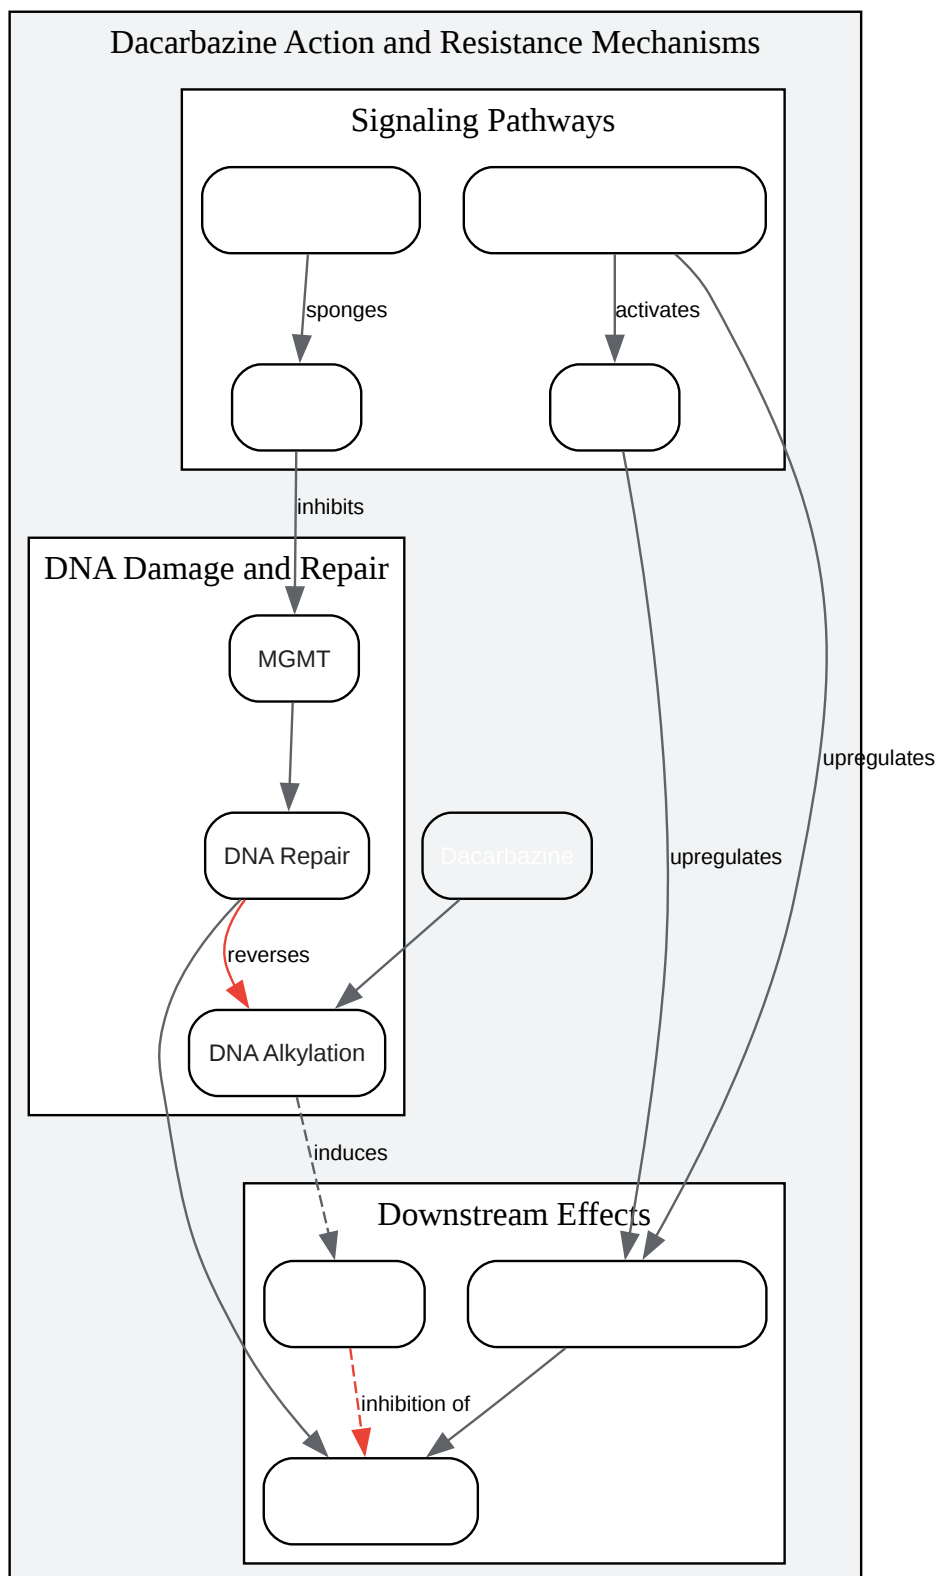 Dacarbazine Action and Resistance Mechanisms
Signaling Pathways
sponges
activates
inhibits
DNA Damage and Repair
MGMT
upregulates
DNA Repair
Dacarbazine
upregulates
reverses
DNA Alkylation
induces
Downstream Effects
inhibition of